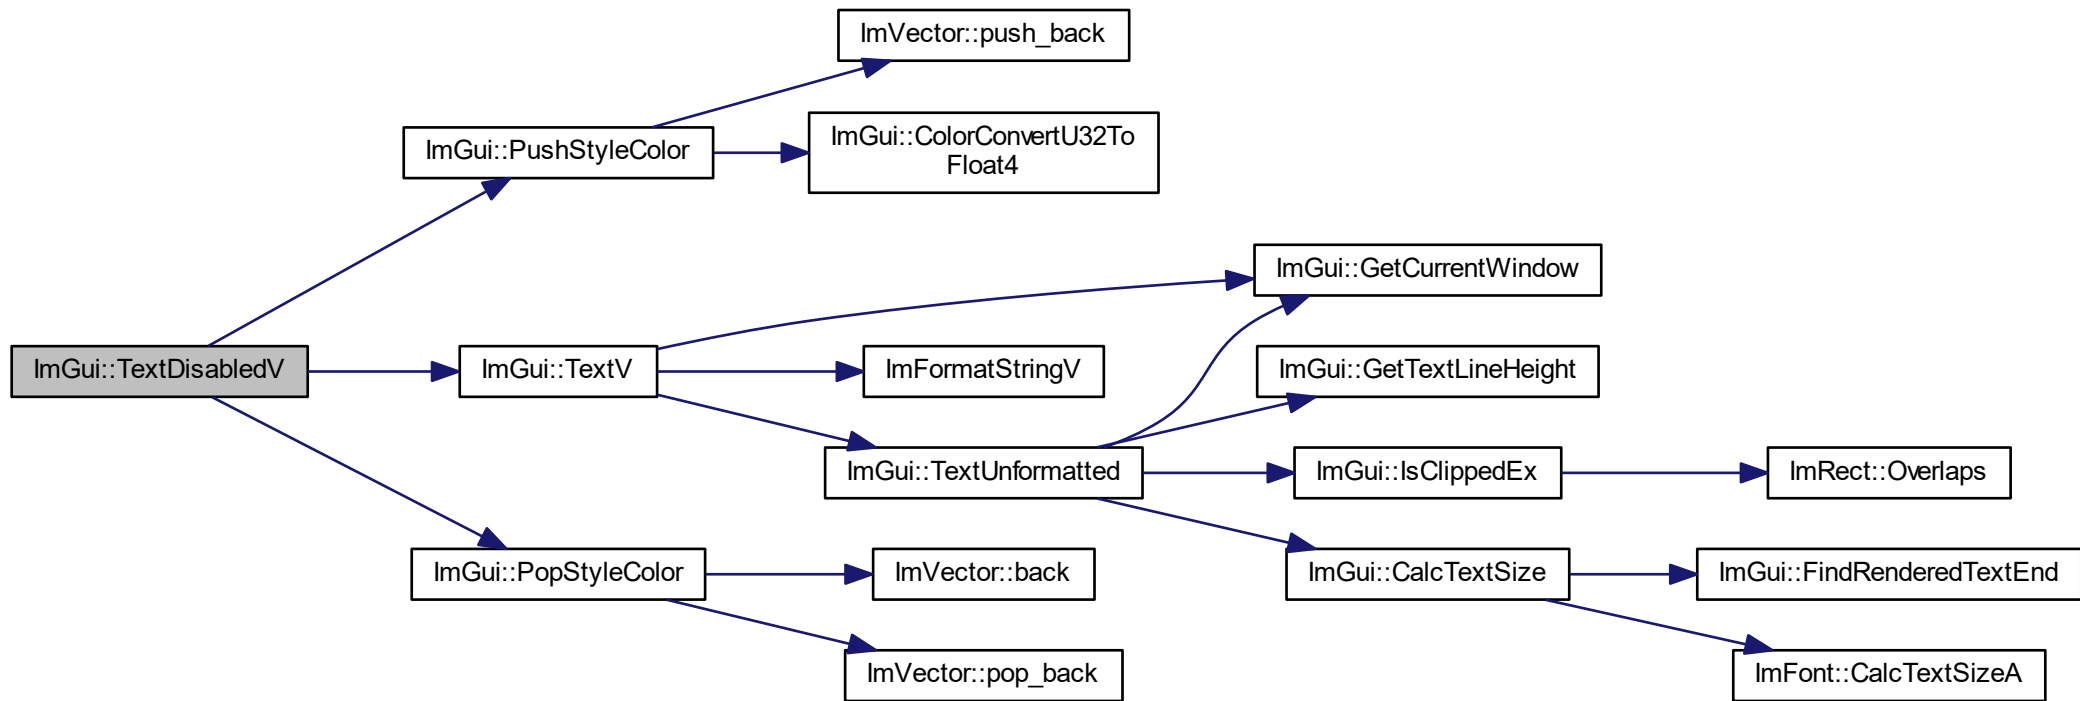 ImVector::push_back
ImGui::PushStyleColor
ImGui::ColorConvertU32To
Float4
ImGui::GetCurrentWindow
ImGui::TextDisabledV
ImGui::TextV
ImFormatStringV
ImGui::GetTextLineHeight
ImGui::TextUnformatted
ImGui::IsClippedEx
ImRect::Overlaps
ImGui::PopStyleColor
ImVector::back
ImGui::CalcTextSize
ImGui::FindRenderedTextEnd
ImVector::pop_back
ImFont::CalcTextSizeA